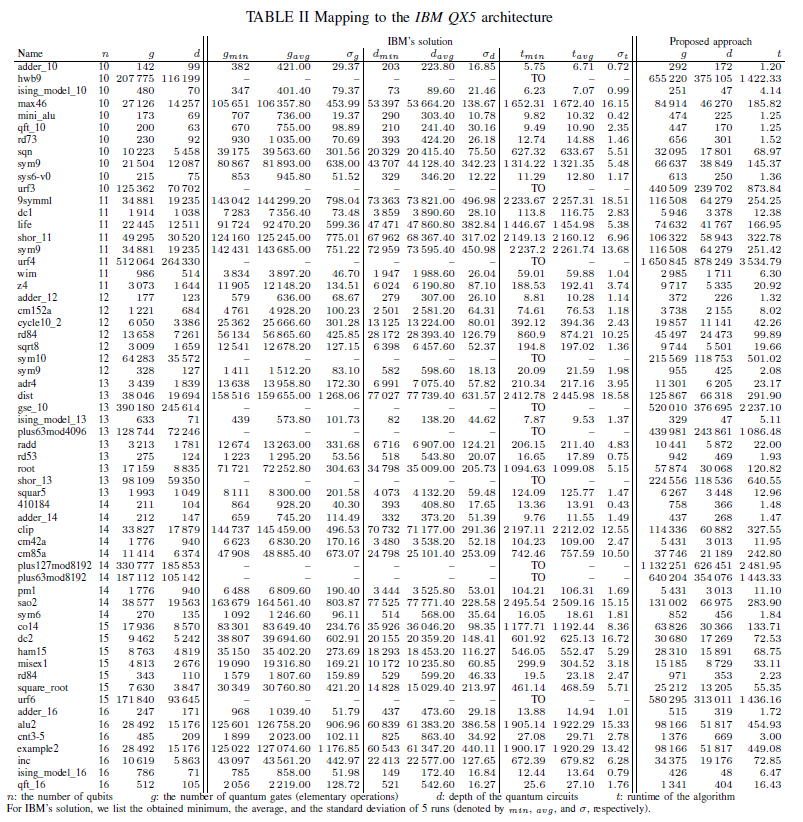 TABLE II Mapping to the IBM QX5 architecture
IBM's solution Proposed approach
Name n g d gmin gavg σg dmin davg σd tmin tavg σt g d t
adder_10 10 142 99 382 421.00 29.37 203 223.80 16.85 5.75 6.71 0.72 292 172 1.20
hwb9 10 207 775 116 199 – – – – – – TO – – 655 220 375 105 1 422.33
ising_model_10 10 480 70 347 401.40 79.37 73 89.60 21.46 6.23 7.07 0.99 251 47 4.14
max46 10 27 126 14 257 105 651 106 357.80 453.99 53 397 53 664.20 138.67 1 652.31 1 672.40 16.15 84 914 46 270 185.82
mini_alu 10 173 69 707 736.00 19.37 290 303.40 10.78 9.82 10.32 0.42 474 225 1.25
qft_10 10 200 63 670 755.00 98.89 210 241.40 30.16 9.49 10.90 2.35 447 170 1.25
rd73 10 230 92 930 1 035.00 70.69 393 424.20 26.18 12.74 14.88 1.46 656 301 1.52
sqn 10 10 223 5 458 39 175 39 563.60 301.56 20 329 20 415.40 75.50 627.32 633.67 5.51 32 095 17 801 68.97
sym9 10 21 504 12 087 80 867 81 893.00 638.00 43 707 44 128.40 342.23 1 314.22 1 321.35 5.48 66 637 38 849 145.37
sys6-v0 10 215 75 853 945.80 51.52 329 346.20 12.22 11.29 12.80 1.17 613 250 1.36
urf3 10 125 362 70 702 – – – – – – TO – – 440 509 239 702 873.84
9symml 11 34 881 19 235 143 042 144 299.20 798.04 73 363 73 821.00 496.98 2 233.67 2 257.31 18.51 116 508 64 279 254.25
dc1 11 1 914 1 038 7 283 7 356.40 73.48 3 859 3 890.60 28.10 113.8 116.75 2.83 5 946 3 378 12.38
life 11 22 445 12 511 91 724 92 470.20 599.36 47 471 47 860.80 382.84 1 446.67 1 454.98 5.38 74 632 41 767 166.95
shor_11 11 49 295 30 520 124 160 125 245.00 775.01 67 962 68 367.40 317.02 2 149.13 2 160.12 6.96 106 322 58 943 322.78
sym9 11 34 881 19 235 142 431 143 685.00 751.22 72 959 73 595.40 450.98 2 237.2 2 261.74 13.68 116 508 64 279 251.42
urf4 11 512 064 264 330 – – – – – – TO – – 1 650 845 878 249 3 534.79
wim 11 986 514 3 834 3 897.20 46.70 1 947 1 988.60 26.04 59.01 59.88 1.04 2 985 1 711 6.30
z4 11 3 073 1 644 11 905 12 148.20 134.51 6 024 6 190.80 87.10 188.53 192.41 3.74 9 717 5 335 20.92
adder_12 12 177 123 579 636.00 68.67 279 307.00 26.10 8.81 10.28 1.14 372 226 1.32
cm152a 12 1 221 684 4 761 4 928.20 100.23 2 501 2 581.20 64.31 74.61 76.53 1.18 3 738 2 155 8.02
cycle10_2 12 6 050 3 386 25 362 25 666.60 301.28 13 125 13 224.00 80.01 392.12 394.36 2.43 19 857 11 141 42.26
rd84 12 13 658 7 261 56 134 56 865.60 425.85 28 172 28 393.40 126.79 860.9 874.21 10.25 45 497 24 473 99.89
sqrt8 12 3 009 1 659 12 541 12 678.20 127.15 6 398 6 457.60 52.37 194.8 197.02 1.36 9 744 5 501 19.66
sym10 12 64 283 35 572 – – – – – – TO – – 215 569 118 753 501.02
sym9 12 328 127 1 411 1 512.20 83.10 582 598.60 18.13 20.09 21.59 1.98 955 425 2.08
adr4 13 3 439 1 839 13 638 13 958.80 172.30 6 991 7 075.40 57.82 210.34 217.16 3.95 11 301 6 205 23.17
dist 13 38 046 19 694 158 516 159 655.00 1 268.06 77 027 77 739.40 631.57 2 412.78 2 445.98 18.58 125 867 66 318 291.90
gse_10 13 390 180 245 614 – – – – – – TO – – 520 010 376 695 2 237.10
ising_model_13 13 633 71 439 573.80 101.73 82 138.20 44.62 7.87 9.53 1.37 329 47 5.11
plus63mod4096 13 128 744 72 246 – – – – – – TO – – 439 981 243 861 1 086.48
radd 13 3 213 1 781 12 674 13 263.00 331.68 6 716 6 907.00 124.21 206.15 211.40 4.83 10 441 5 872 22.00
rd53 13 275 124 1 223 1 295.20 53.56 518 543.80 20.07 16.65 17.89 0.75 942 469 1.93
root 13 17 159 8 835 71 721 72 252.80 304.63 34 798 35 009.00 205.73 1 094.63 1 099.08 5.15 57 874 30 068 120.82
shor_13 13 98 109 59 350 – – – – – – TO – – 224 556 118 536 640.55
squar5 13 1 993 1 049 8 111 8 300.00 201.58 4 073 4 132.20 59.48 124.09 125.77 1.47 6 267 3 448 12.96
410184 14 211 104 864 928.20 40.30 393 408.80 17.65 13.36 13.91 0.43 758 366 1.48
adder_14 14 212 147 659 745.20 114.49 332 373.20 51.39 9.76 11.55 1.49 437 268 1.47
clip 14 33 827 17 879 144 737 145 459.00 496.53 70 732 71 177.00 291.36 2 197.11 2 212.02 12.55 114 336 60 882 327.55
cm42a 14 1 776 940 6 623 6 830.20 170.16 3 480 3 538.20 52.18 104.23 109.00 2.47 5 431 3 013 11.95
cm85a 14 11 414 6 374 47 908 48 885.40 673.07 24 798 25 101.40 253.09 742.46 757.59 10.50 37 746 21 189 242.80
plus127mod8192 14 330 777 185 853 – – – – – – TO – – 1 132 251 626 451 2 481.95
plus63mod8192 14 187 112 105 142 – – – – – – TO – – 640 204 354 076 1 443.33
pm1 14 1 776 940 6 488 6 809.60 190.40 3 444 3 525.80 53.01 104.21 106.31 1.69 5 431 3 013 11.10
sao2 14 38 577 19 563 163 679 164 561.40 803.87 77 525 77 771.40 228.58 2 495.54 2 509.16 15.15 131 002 66 975 283.90
sym6 14 270 135 1 092 1 246.60 96.11 514 568.00 35.64 16.05 18.61 1.81 852 456 1.84
co14 15 17 936 8 570 83 301 83 649.40 234.76 35 926 36 046.20 98.35 1 177.71 1 192.44 8.36 63 826 30 366 133.71
dc2 15 9 462 5 242 38 807 39 694.60 602.91 20 155 20 359.20 148.41 601.92 625.13 16.72 30 680 17 269 72.53
ham15 15 8 763 4 819 35 150 35 402.20 273.69 18 293 18 453.20 116.27 546.05 552.47 5.29 28 310 15 891 68.75
misex1 15 4 813 2 676 19 090 19 316.80 169.21 10 172 10 235.80 60.85 299.9 304.52 3.18 15 185 8 729 33.11
rd84 15 343 110 1 579 1 807.60 159.89 529 599.20 46.33 19.5 23.18 2.47 971 353 2.23
square_root 15 7 630 3 847 30 349 30 760.80 421.20 14 828 15 029.40 213.97 461.14 468.59 5.71 25 212 13 205 55.35
urf6 15 171 840 93 645 – – – – – – TO – – 580 295 313 011 1 436.16
adder_16 16 247 171 968 1 039.40 51.79 437 473.60 29.18 13.88 14.94 1.01 515 319 1.72
alu2 16 28 492 15 176 125 601 126 758.20 906.96 60 839 61 383.20 386.58 1 905.14 1 922.29 15.33 98 166 51 817 454.93
cnt3-5 16 485 209 1 899 2 023.00 102.11 825 863.40 34.92 27.08 29.71 2.78 1 376 669 3.00
example2 16 28 492 15 176 125 022 127 074.60 1 176.85 60 543 61 347.20 440.11 1 900.17 1 920.29 13.42 98 166 51 817 449.08
inc 16 10 619 5 863 43 097 43 561.20 442.97 22 413 22 577.00 127.65 672.39 679.82 6.28 34 375 19 176 72.85
ising_model_16 16 786 71 785 858.00 51.98 149 172.40 16.84 12.44 13.64 0.79 426 48 6.47
qft_16 16 512 105 2 056 2 219.00 128.72 521 542.60 16.27 25.6 27.10 1.76 1 341 404 16.43
n: the number of qubits g: the number of quantum gates (elementary operations) d: depth of the quantum circuits t: runtime of the algorithm
For IBM's solution, we list the obtained minimum, the average, and the standard deviation of 5 runs (denoted by min, avg, and σ, respectively).